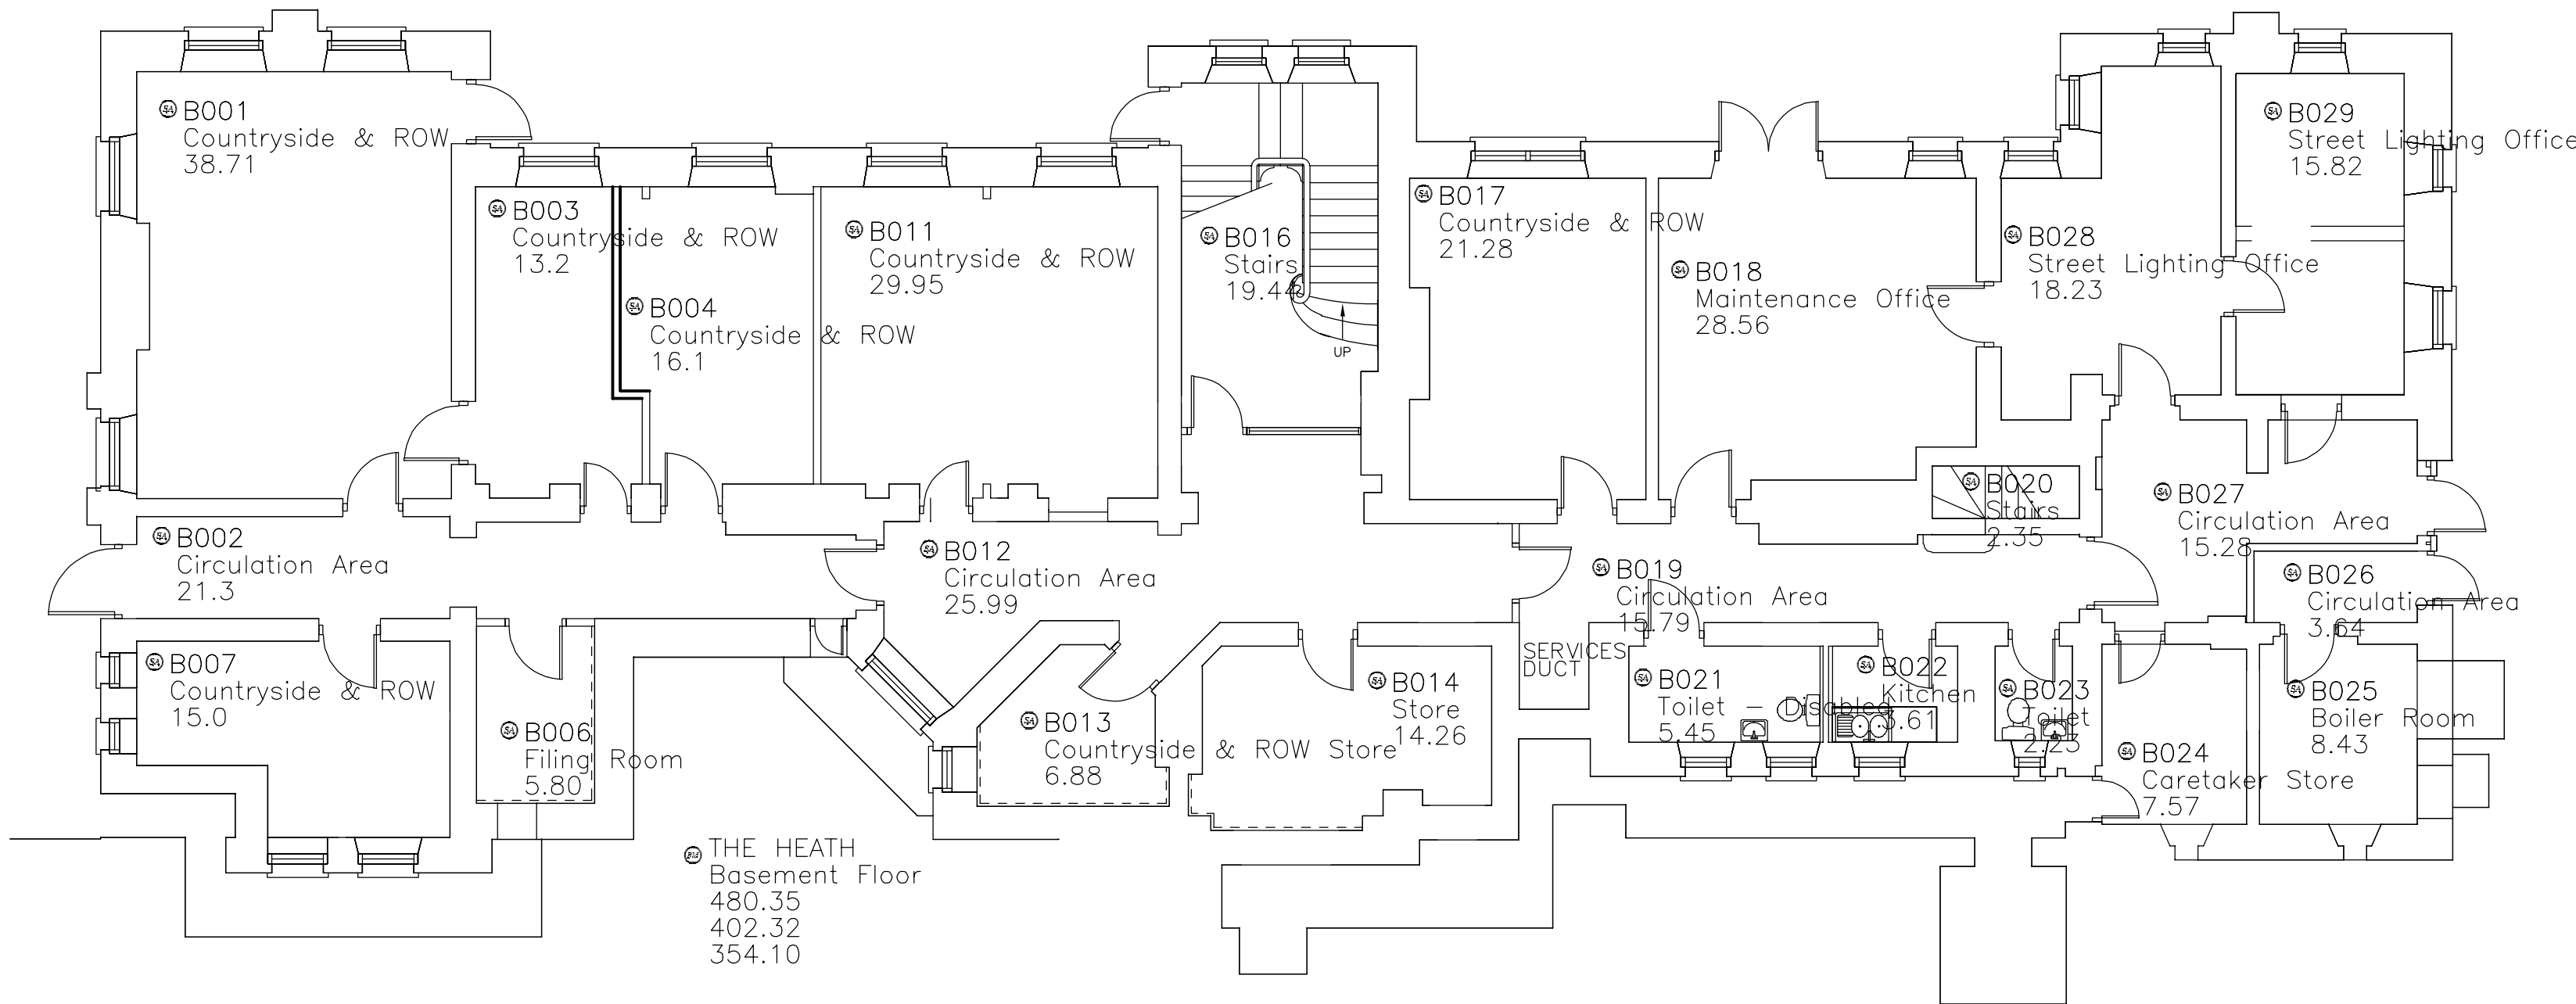 B001
Countryside & ROW
38.71
B003
Countryside & ROW
13.2
B004
Countryside & ROW
16.1
B011
Countryside & ROW
29.95
B016
Stairs
19.44
UP
B017
Countryside & ROW
21.28
B018
Maintenance Office
28.56
B028
Street Lighting Office
18.23
B029
Street Lighting Office
15.82
B002
Circulation Area
21.3
B012
Circulation Area
25.99
B019
Circulation Area
15.79
B020
Stairs
2.35
B027
Circulation Area
15.28
B026
Circulation Area
3.64
B007
Countryside & ROW
15.0
B006
Filing Room
5.80
B013
Countryside & ROW Store
6.88
B014
Store
14.26
SERVICES
DUCT
B021
Toilet – Disabled
5.45
B022
Kitchen
3.61
B023
Toilet
2.23
B024
Caretaker Store
7.57
B025
Boiler Room
8.43
THE HEATH
Basement Floor
480.35
402.32
354.10